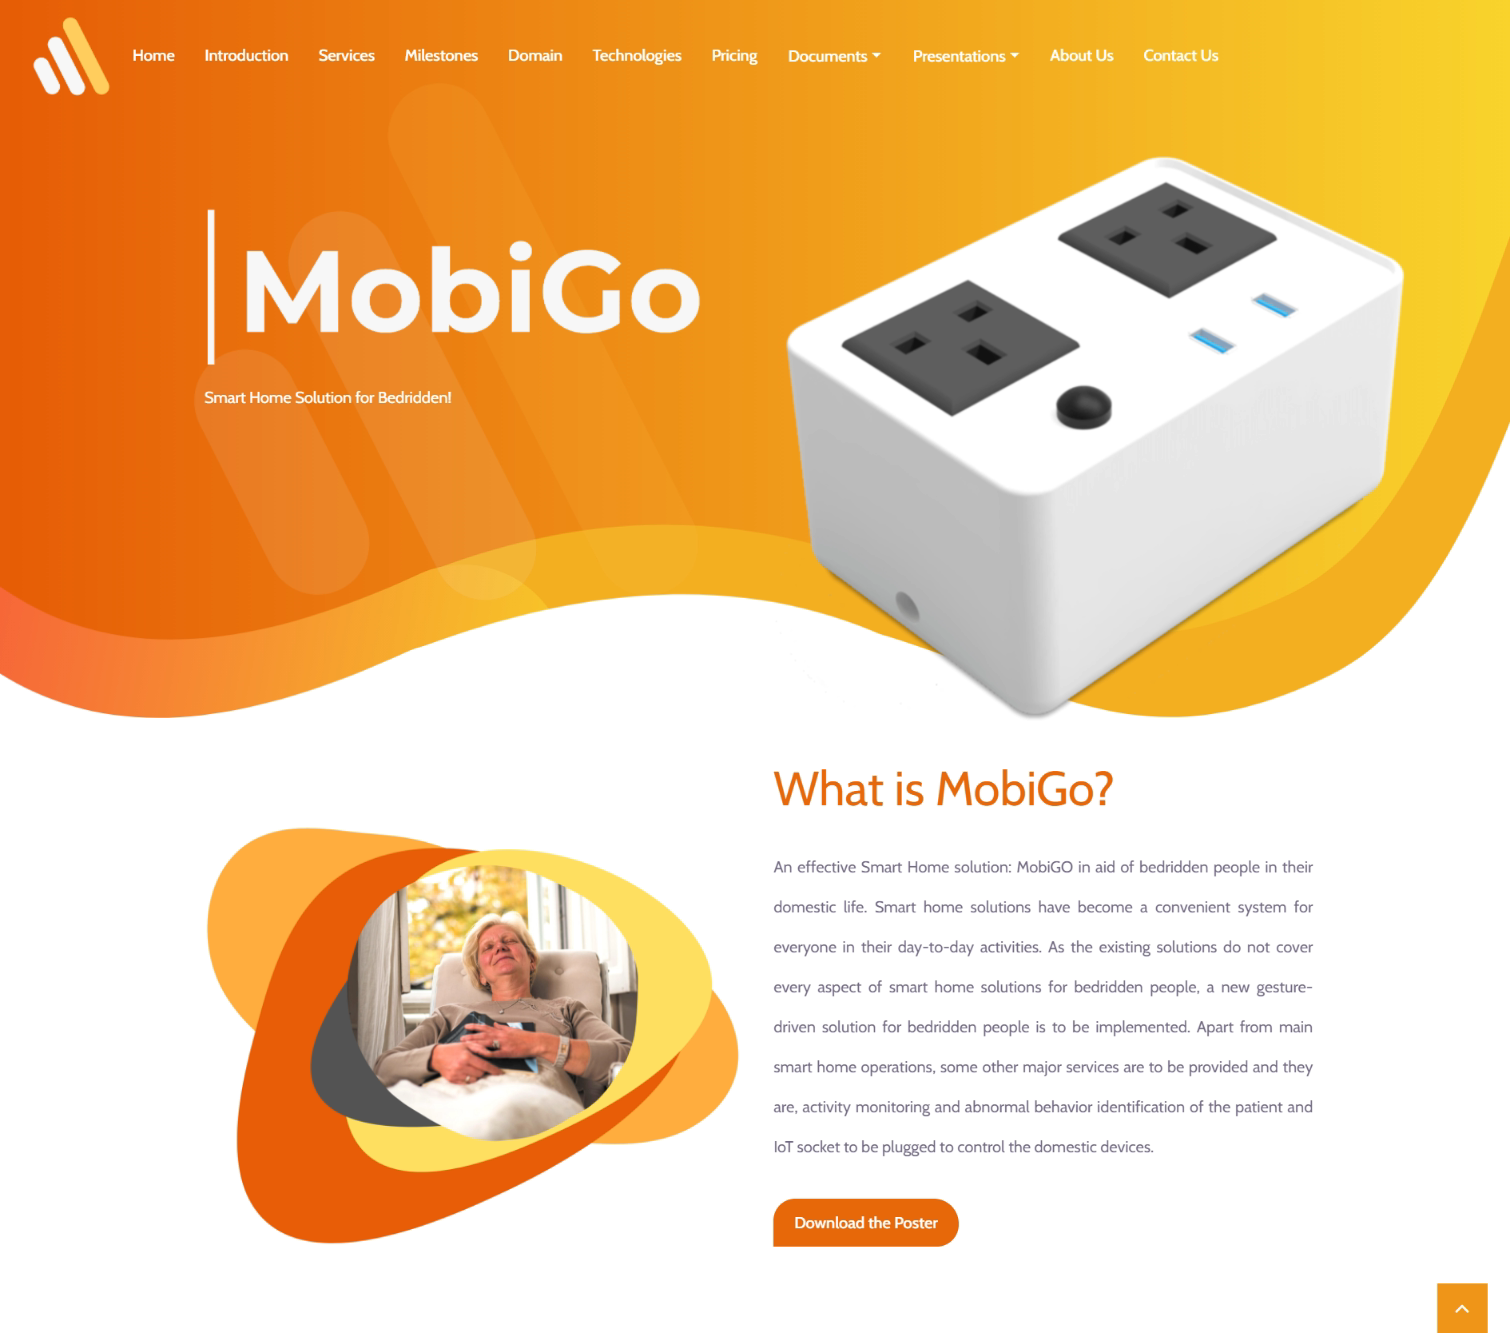 Home Introduction Services Milestones Domain Technologies Pricing Documents Presentations About Us Contact Us
MobiGo
Smart Home Solution for Bedridden!
What is MobiGo?
An effective Smart Home solution: MobiGO in aid of bedridden people in their
domestic life. Smart home solutions have become a convenient system for
everyone in their day-to-day activities. As the existing solutions do not cover
every aspect of smart home solutions for bedridden people, a new gesture-
driven solution for bedridden people is to be implemented. Apart from main
smart home operations, some other major services are to be provided and they
are, activity monitoring and abnormal behavior identification of the patient and
IoT socket to be plugged to control the domestic devices.
Download the Poster